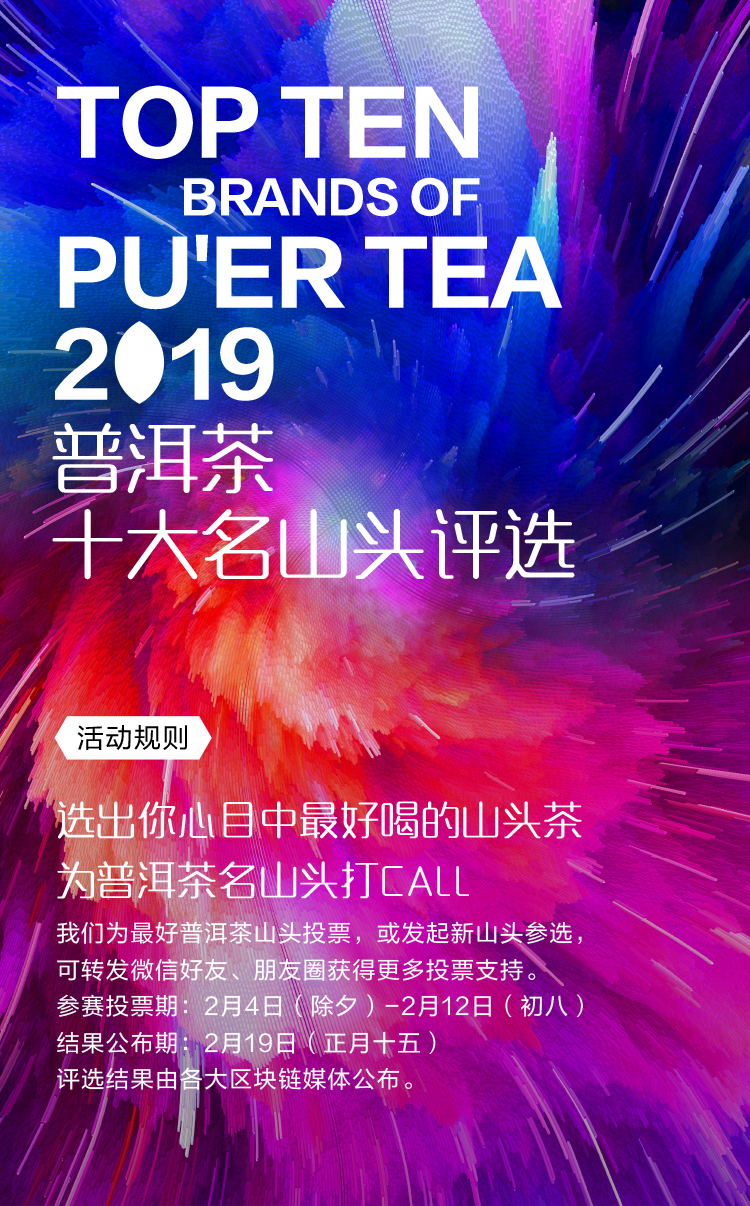 TOP TEN
BRANDS OF
PU'ER TEA
2019
普洱茶
十大名山头评选
活动规则
选出你心目中最好喝的山头茶
为普洱茶名山头打CALL
我们为最好普洱茶山头投票，或发起新山头参选，
可转发微信好友、朋友圈获得更多投票支持。
参赛投票期：2月4日（除夕）-2月12日（初八）
结果公布期：2月19日（正月十五）
评选结果由各大区块链媒体公布。